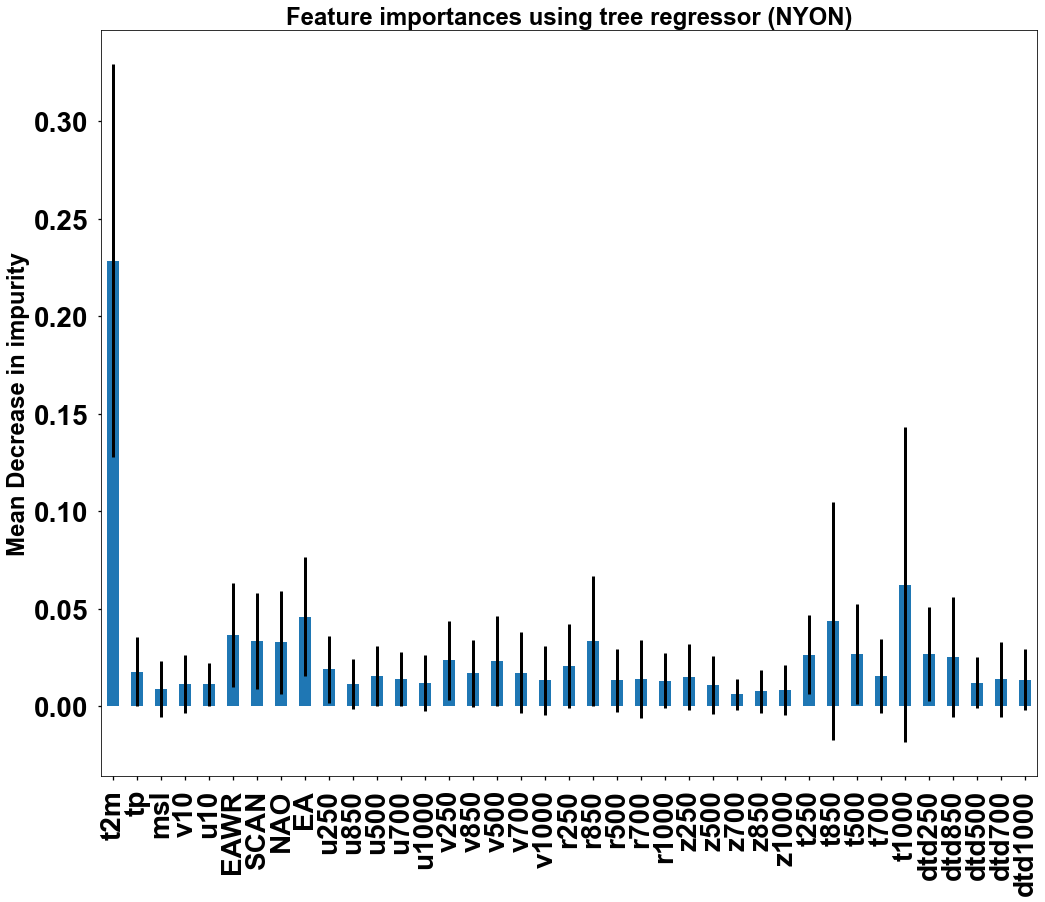 Feature importances using tree regressor (NYON)
Mean Decrease in impurity
0.30
0.25
0.20
0.15
0.10
0.05
0.00
t2m
tp
msl
v10
u10
EAWR
SCAN
NAO
EA
u250
u850
u500
u700
u1000
v250
v850
v500
v700
v1000
r250
r850
r500
r700
r1000
z250
z500
z700
z850
z1000
t250
t850
t500
t700
t1000
dtd250
dtd850
dtd500
dtd700
dtd1000